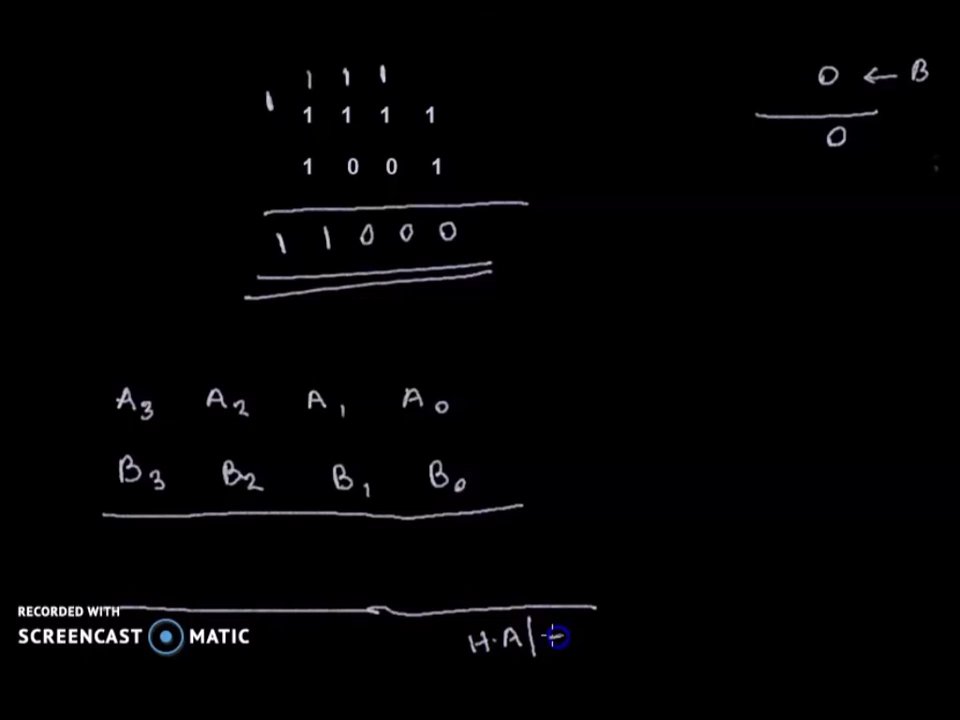 1 1 1 1
1 1 1 1
1 0 0 1
1 1 0 0 0
0 ← B
0
A3 A2 A1 A0
B3 B2 B1 B0
H.A|
RECORDED WITH
SCREENCAST MATIC